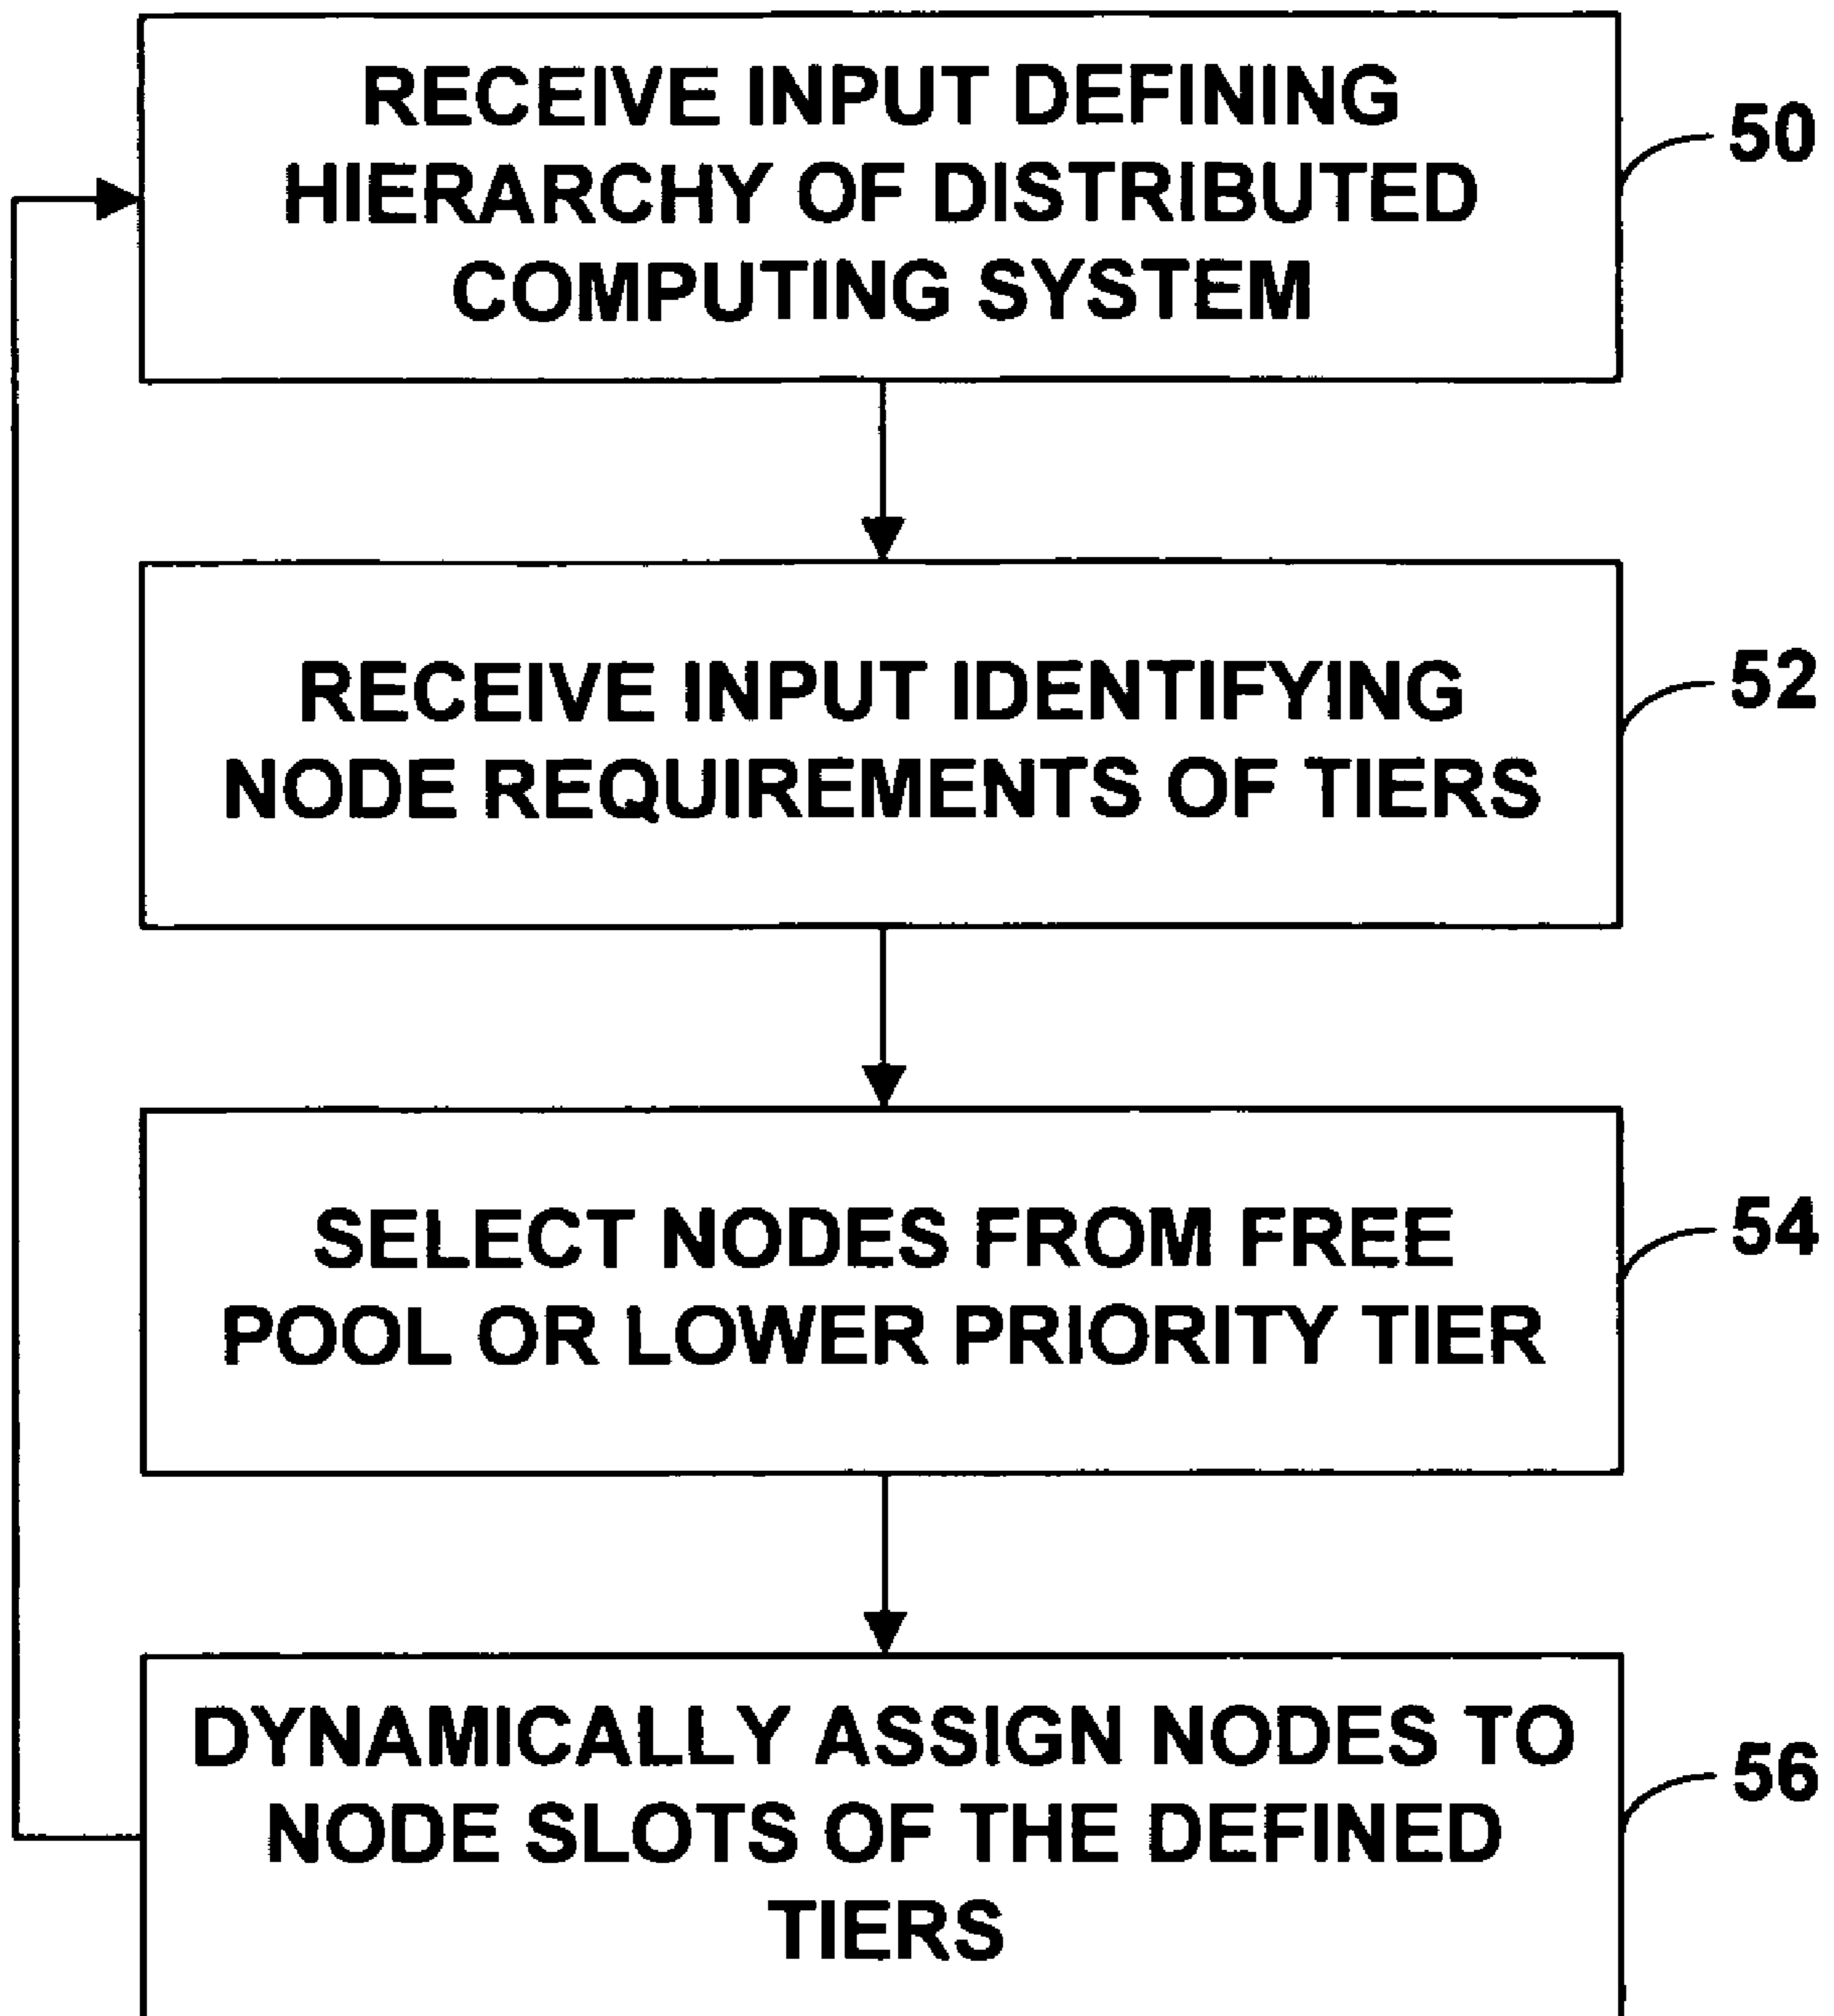 RECEIVE INPUT DEFINING
HIERARCHY OF DISTRIBUTED
COMPUTING SYSTEM
50
RECEIVE INPUT IDENTIFYING
NODE REQUIREMENTS OF TIERS
52
SELECT NODES FROM FREE
POOL OR LOWER PRIORITY TIER
54
DYNAMICALLY ASSIGN NODES TO
NODE SLOTS OF THE DEFINED
TIERS
56